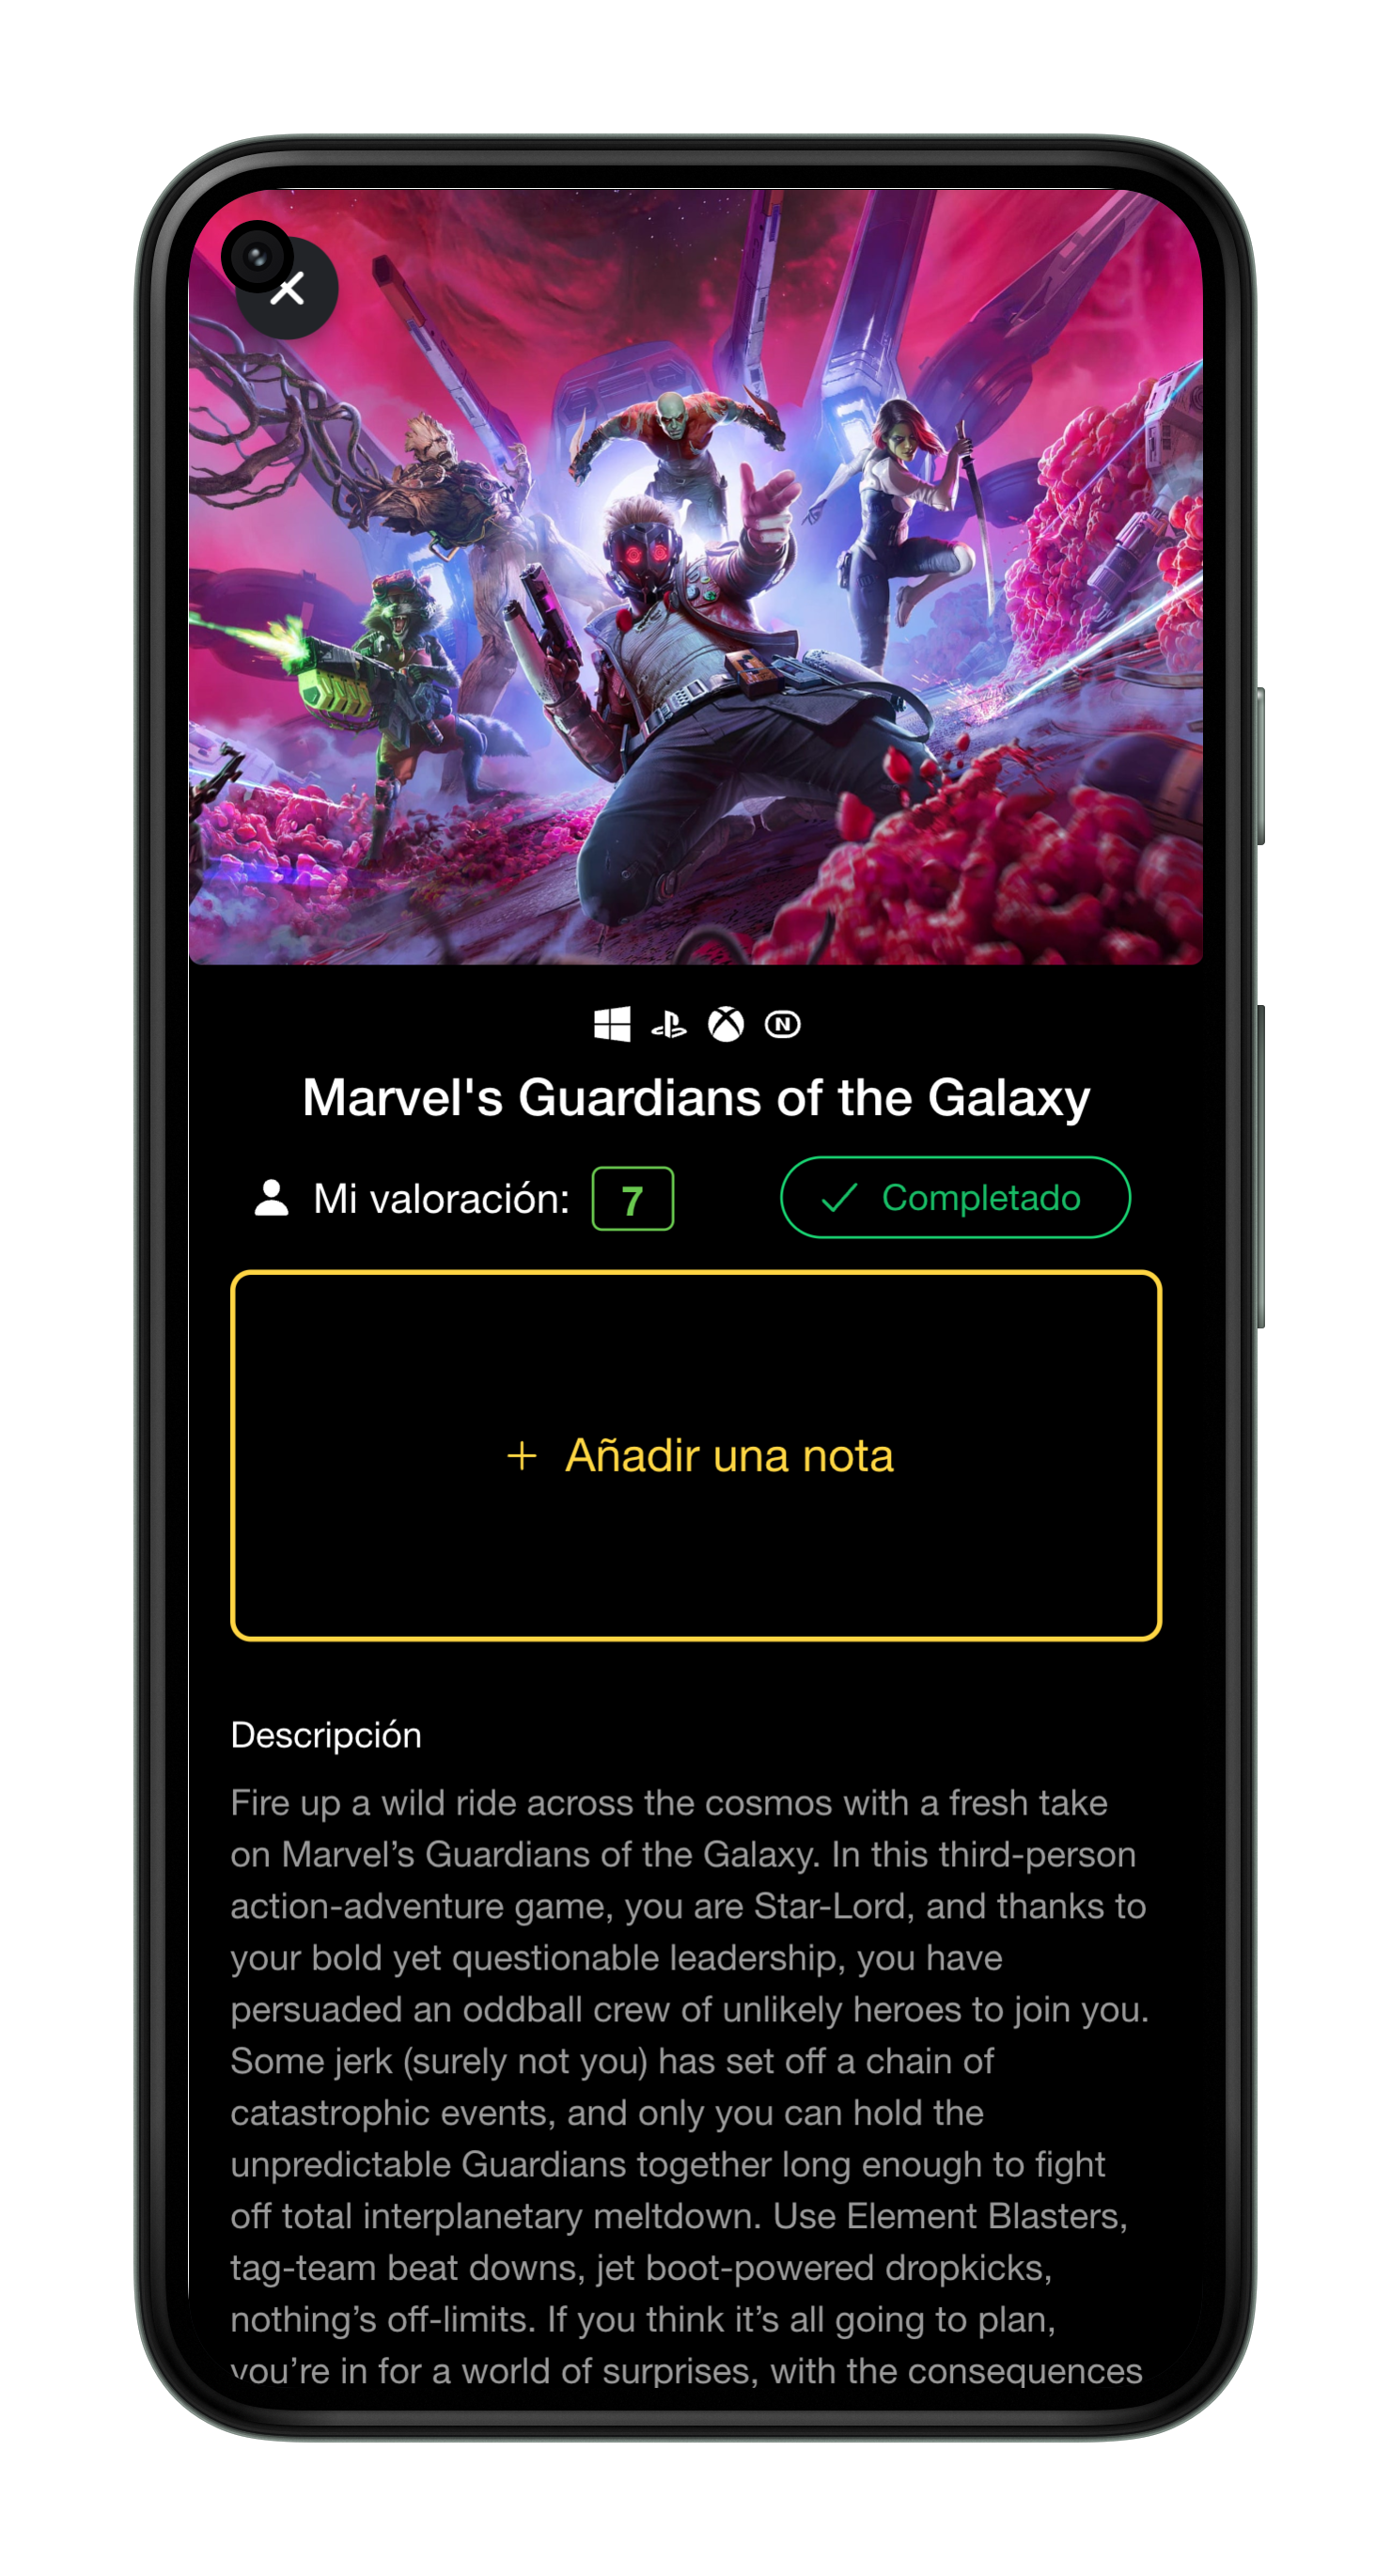 N
Marvel's Guardians of the Galaxy
Mi valoración: 7
Completado
+ Añadir una nota
Descripción
Fire up a wild ride across the cosmos with a fresh take
on Marvel’s Guardians of the Galaxy. In this third-person
action-adventure game, you are Star-Lord, and thanks to
your bold yet questionable leadership, you have
persuaded an oddball crew of unlikely heroes to join you.
Some jerk (surely not you) has set off a chain of
catastrophic events, and only you can hold the
unpredictable Guardians together long enough to fight
off total interplanetary meltdown. Use Element Blasters,
tag-team beat downs, jet boot-powered dropkicks,
nothing’s off-limits. If you think it’s all going to plan,
you’re in for a world of surprises, with the consequences